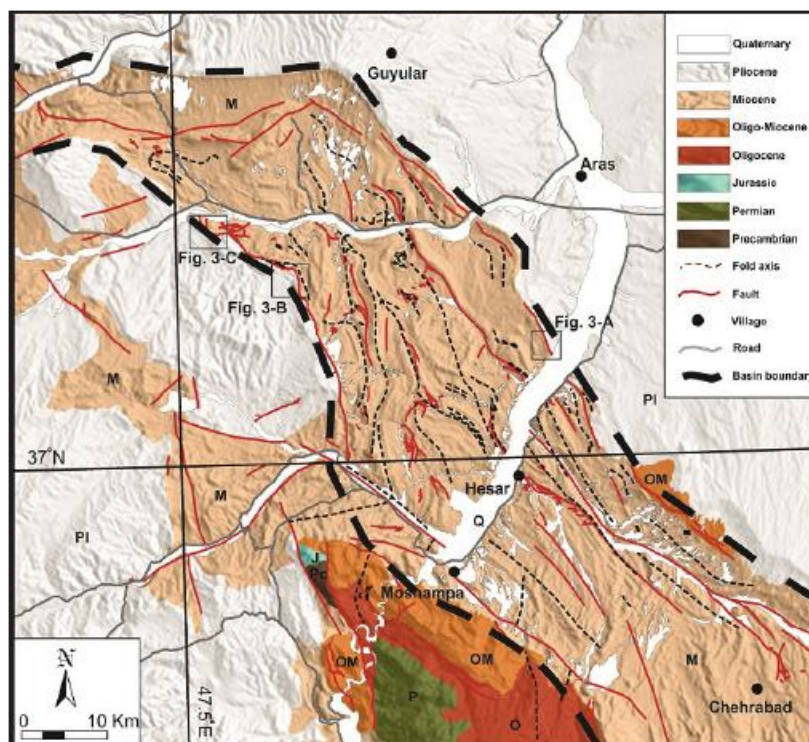 Guyular
M
Aras
Fig. 3-C
Fig. 3-B
Fig. 3-A
M
Pl
37°N
M
Hesar
OM
Q
Pl
J
Pc
Moshampa
OM
OM
M
P
O
Chehrabad
N
0 10 Km
47.5°E
Quaternary
Pliocene
Miocene
Oligo-Miocene
Oligocene
Jurassic
Permian
Precambrian
Fold axis
Fault
Village
Road
Basin boundary